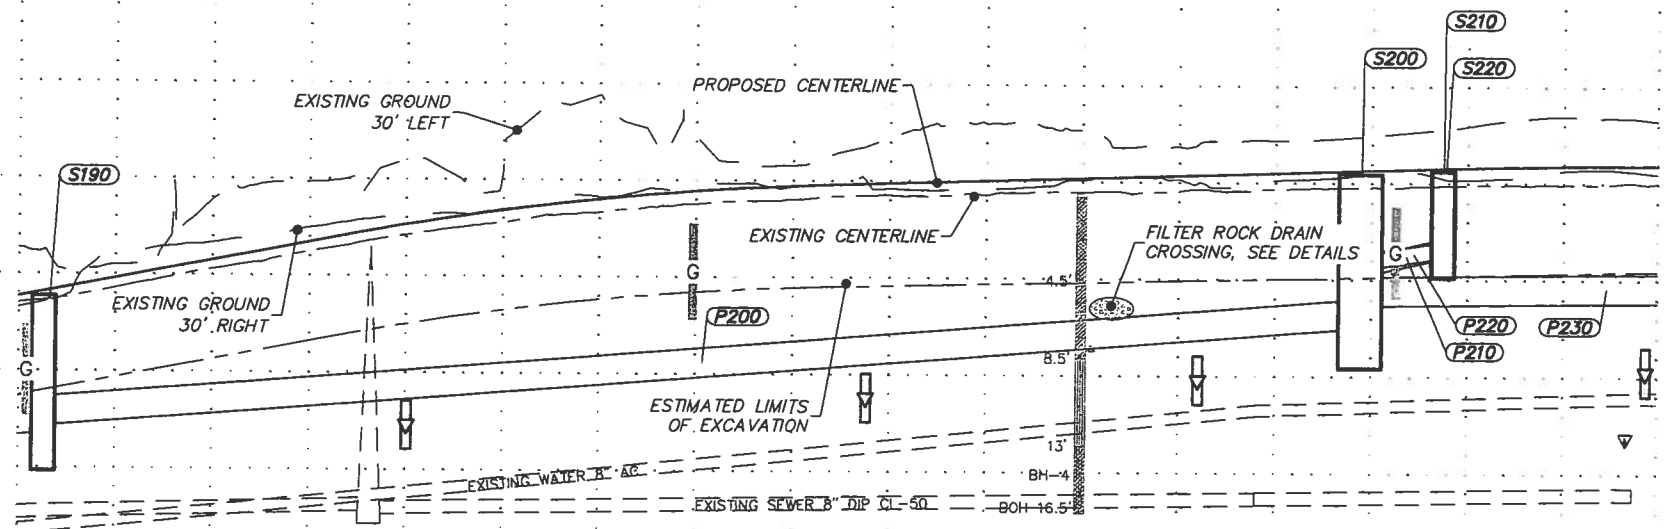 S210
S200
S220
PROPOSED CENTERLINE
EXISTING GROUND
30' LEFT
S190
EXISTING CENTERLINE
FILTER ROCK DRAIN
CROSSING, SEE DETAILS
G
G
4.5'
EXISTING GROUND
30' RIGHT
P200
P220
P230
P210
G
8.5'
ESTIMATED LIMITS
OF EXCAVATION
13'
BH-4
EXISTING WATER 8" AC
EXISTING SEWER 8" DIP CL-50
BOH 16.5'